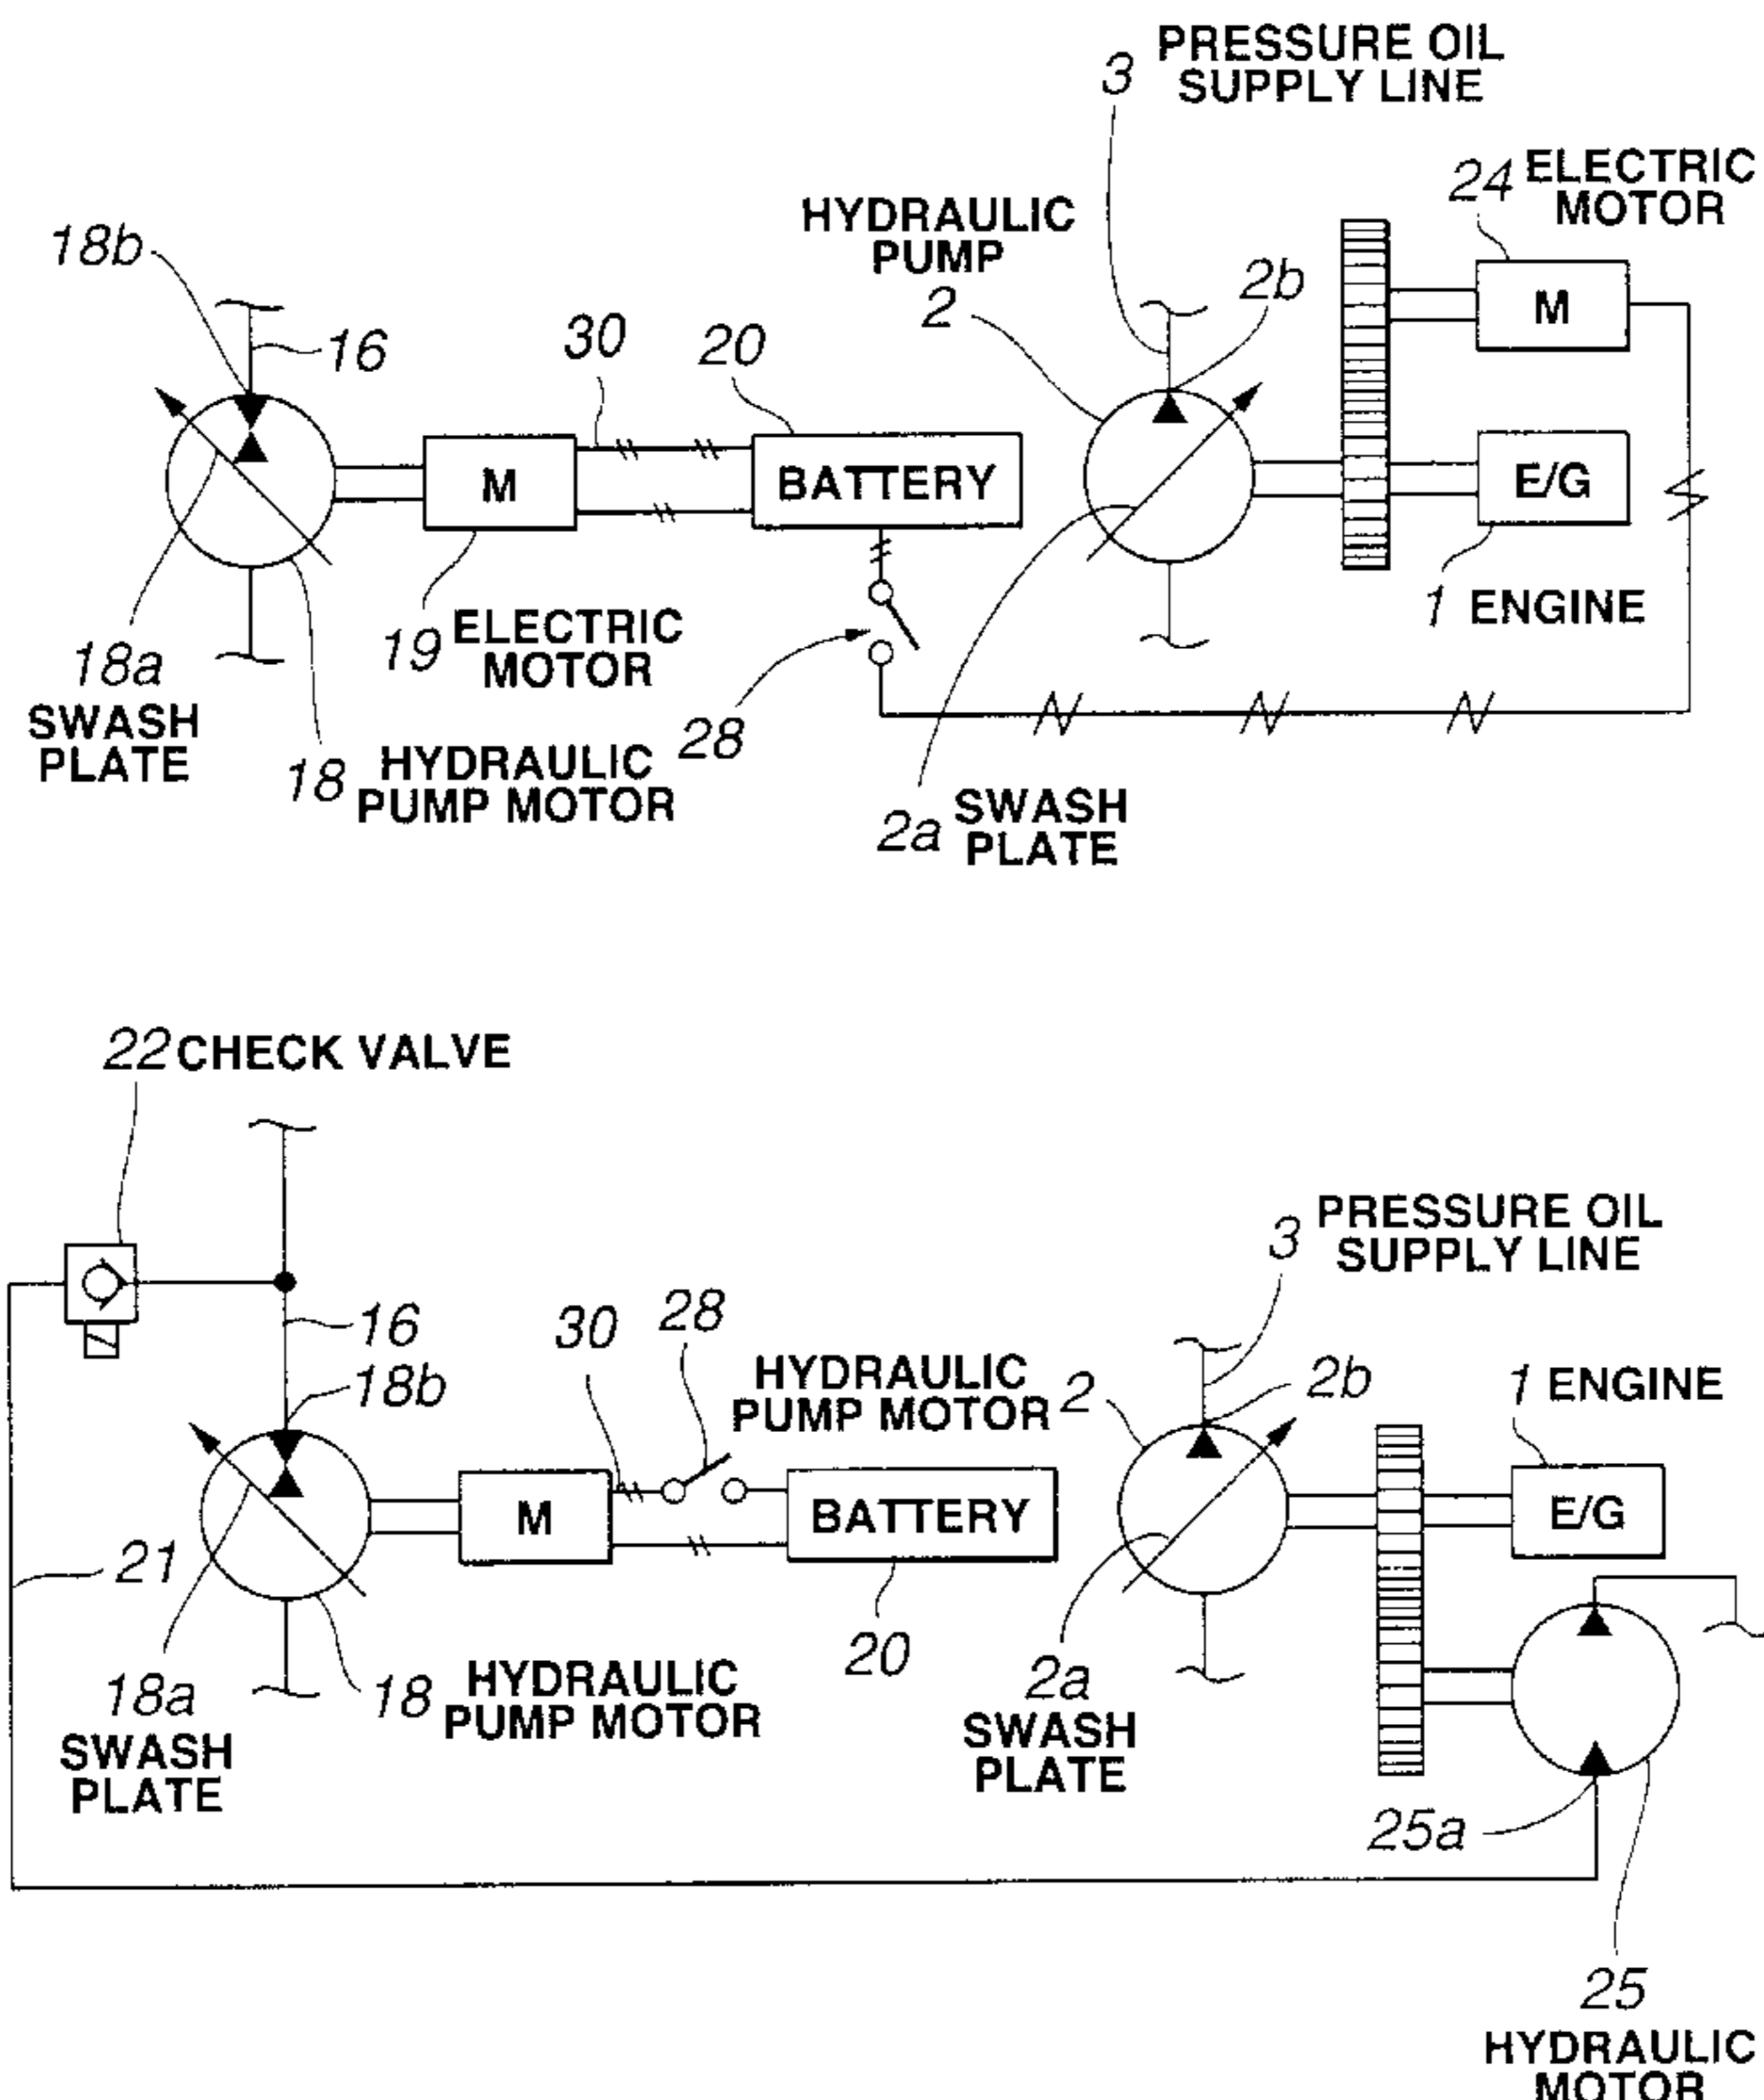 3 PRESSURE OIL
SUPPLY LINE
24 ELECTRIC
MOTOR
HYDRAULIC
PUMP
2
2b
18b
16
30
20
M
M
BATTERY
E/G
1 ENGINE
19 ELECTRIC
MOTOR
18a
SWASH
PLATE
28
18 HYDRAULIC
PUMP MOTOR
2a SWASH
PLATE
22 CHECK VALVE
3 PRESSURE OIL
SUPPLY LINE
16
30
28
18b
HYDRAULIC
PUMP MOTOR 2
2b
1 ENGINE
M
BATTERY
E/G
21
20
18a
SWASH
PLATE
18 HYDRAULIC
PUMP MOTOR
2a
SWASH
PLATE
25a
25
HYDRAULIC
MOTOR